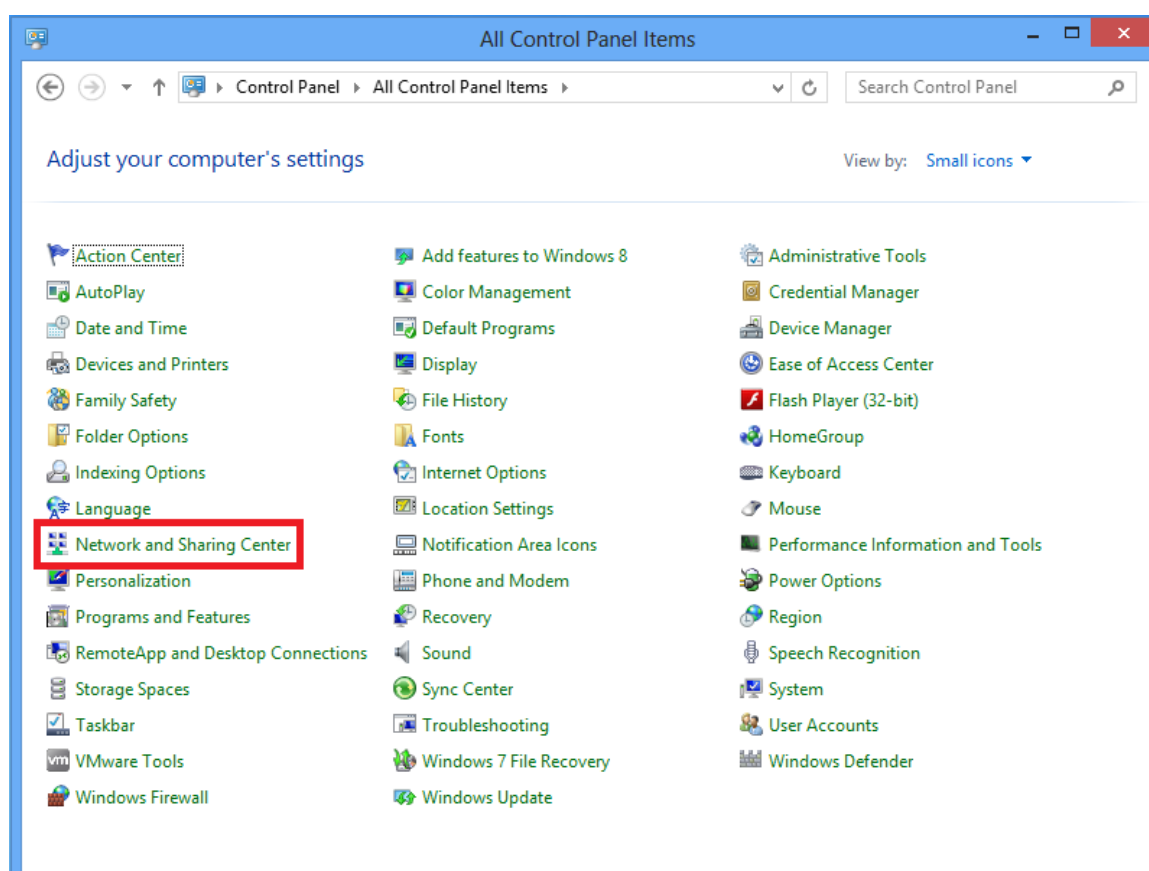 All Control Panel Items
Control Panel All Control Panel Items Search Control Panel
Adjust your computer's settings View by: Small icons
Action Center Add features to Windows 8 Administrative Tools
AutoPlay Color Management Credential Manager
Date and Time Default Programs Device Manager
Devices and Printers Display Ease of Access Center
Family Safety File History Flash Player (32-bit)
Folder Options Fonts HomeGroup
Indexing Options Internet Options Keyboard
Language Location Settings Mouse
Network and Sharing Center Notification Area Icons Performance Information and Tools
Personalization Phone and Modem Power Options
Programs and Features Recovery Region
RemoteApp and Desktop Connections Sound Speech Recognition
Storage Spaces Sync Center System
Taskbar Troubleshooting User Accounts
vm VMware Tools Windows 7 File Recovery Windows Defender
Windows Firewall Windows Update